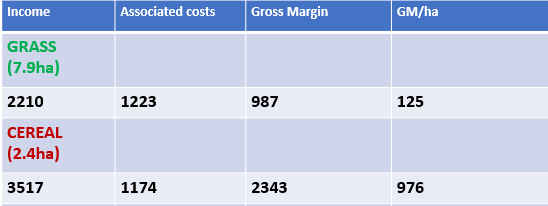 Income Associated costs Gross Margin GM/ha
GRASS
(7.9ha)
2210 1223 987 125
CEREAL
(2.4ha)
3517 1174 2343 976